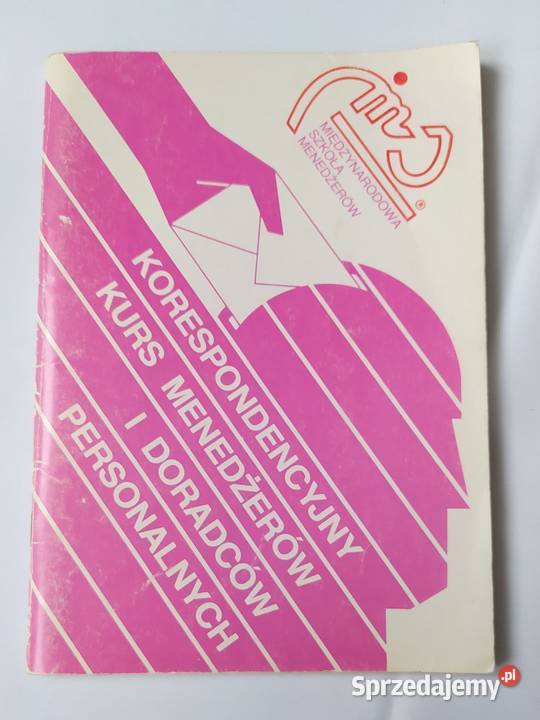 MIĘDZYNARODOWA
SZKOŁA
MENEDŻERÓW
®
KORESPONDENCYJNY
KURS MENEDŻERÓW
I DORADCÓW
PERSONALNYCH
Sprzedajemy.pl